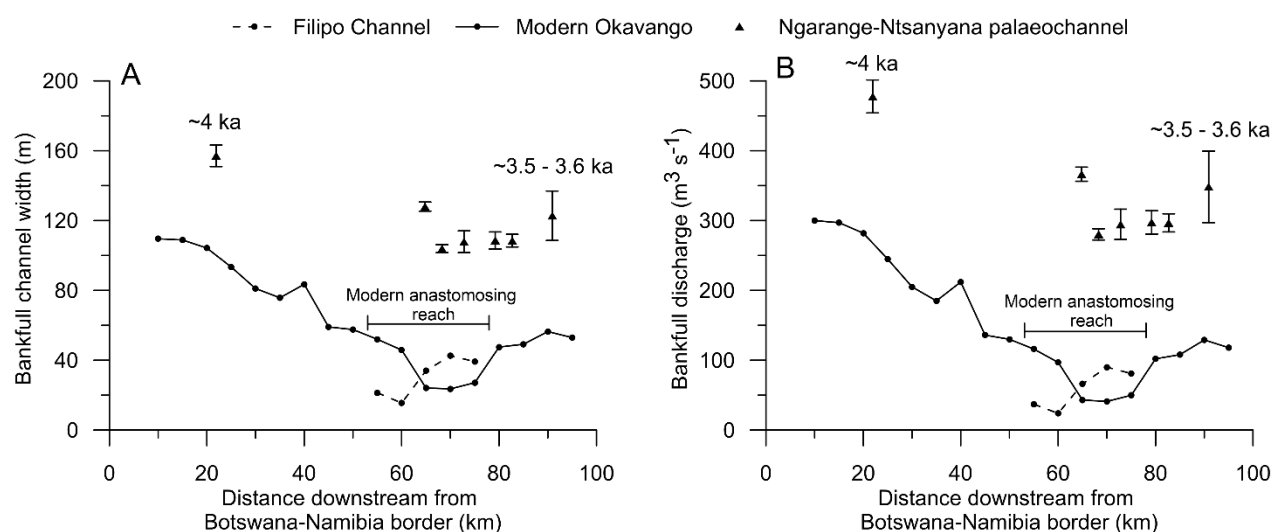 Filipo Channel Modern Okavango Ngarange-Ntsanyana palaeochannel
A
200
160
120
80
40
0
Bankfull channel width (m)
~4 ka
~3.5 - 3.6 ka
Modern anastomosing
reach
0 20 40 60 80 100
Distance downstream from
Botswana-Namibia border (km)
B
500
400
300
200
100
0
Bankfull discharge (m³ s⁻¹)
~4 ka
~3.5 - 3.6 ka
Modern anastomosing
reach
0 20 40 60 80 100
Distance downstream from
Botswana-Namibia border (km)